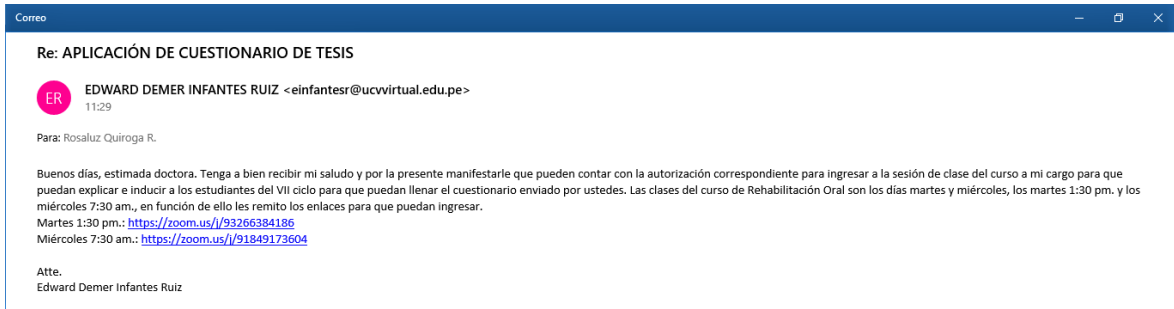 Correo
Re: APLICACIÓN DE CUESTIONARIO DE TESIS
ER
EDWARD DEMER INFANTES RUIZ <einfantesr@ucvvirtual.edu.pe>
11:29
Para: Rosaluz Quiroga R.
Buenos días, estimada doctora. Tenga a bien recibir mi saludo y por la presente manifestarle que pueden contar con la autorización correspondiente para ingresar a la sesión de clase del curso a mi cargo para que
puedan explicar e inducir a los estudiantes del VII ciclo para que puedan llenar el cuestionario enviado por ustedes. Las clases del curso de Rehabilitación Oral son los días martes y miércoles, los martes 1:30 pm. y los
miércoles 7:30 am., en función de ello les remito los enlaces para que puedan ingresar.
Martes 1:30 pm.: https://zoom.us/j/93266384186
Miércoles 7:30 am.: https://zoom.us/j/91849173604
Atte.
Edward Demer Infantes Ruiz